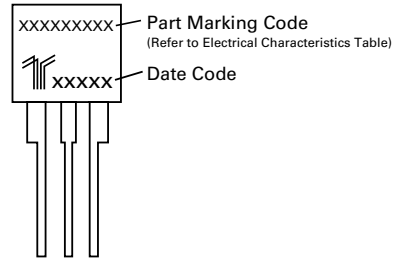 XXXXXXXXX Part Marking Code
(Refer to Electrical Characteristics Table)
XXXXX Date Code